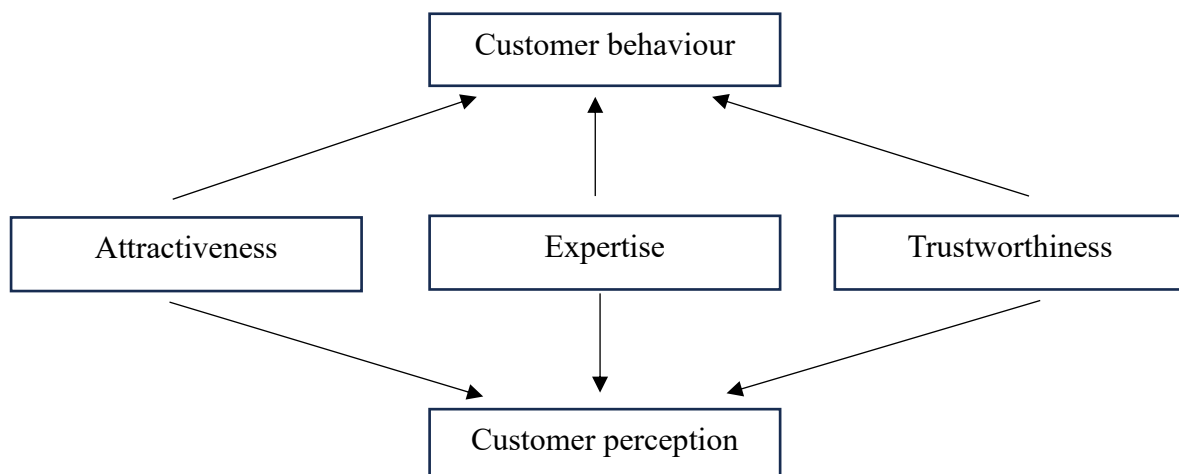 Customer behaviour
Attractiveness
Expertise
Trustworthiness
Customer perception